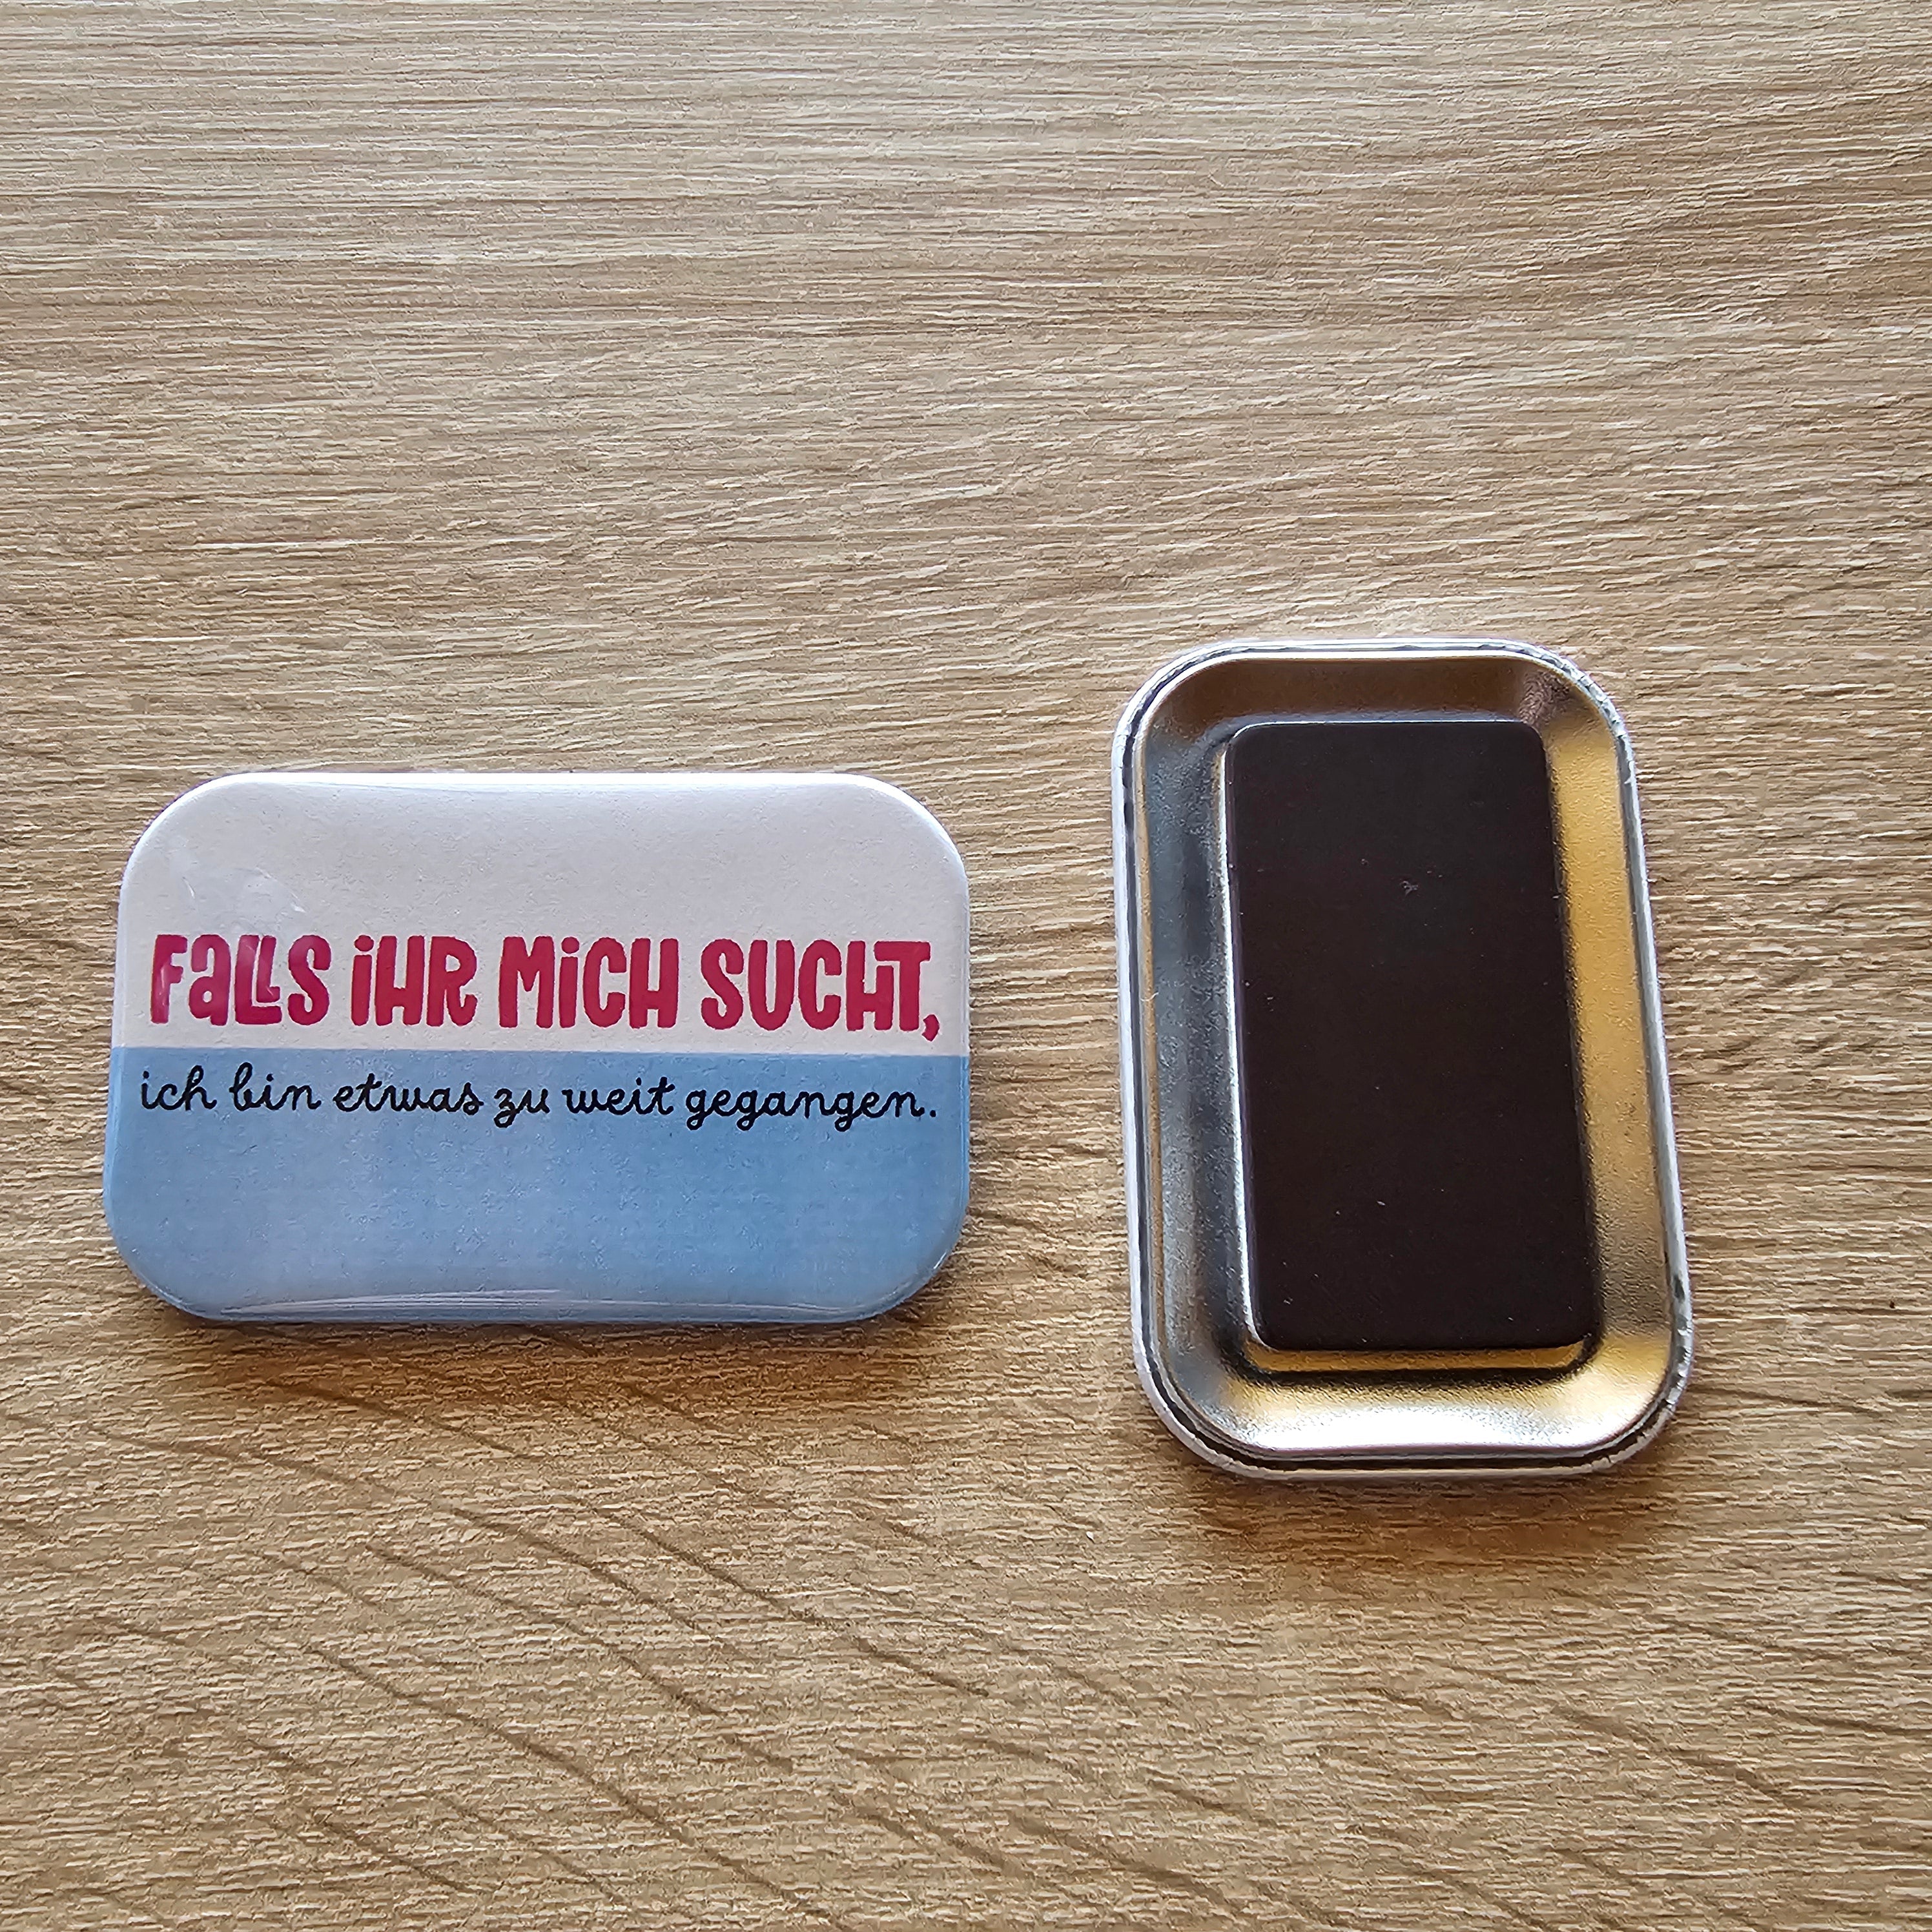 FALLS iHR MiCH SUCHT,
ich bin etwas zu weit gegangen.